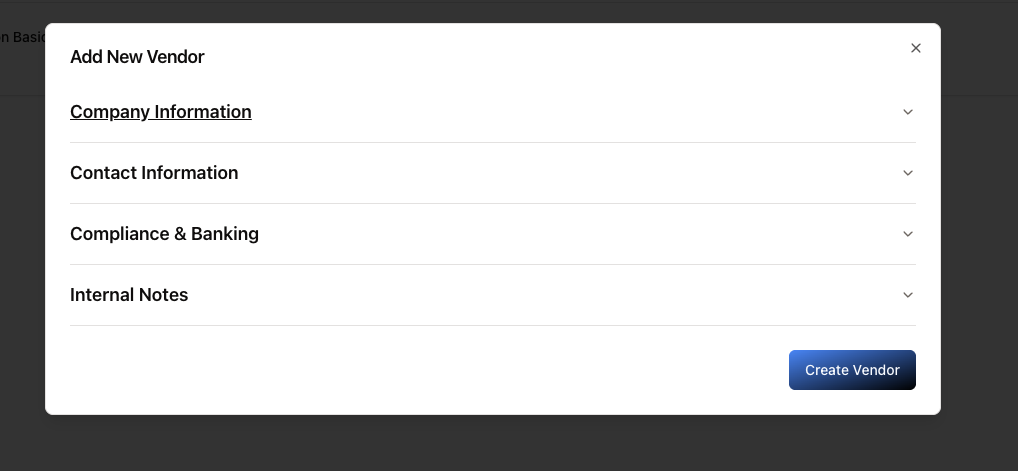 n Basic
Add New Vendor
Company Information
Contact Information
Compliance & Banking
Internal Notes
Create Vendor